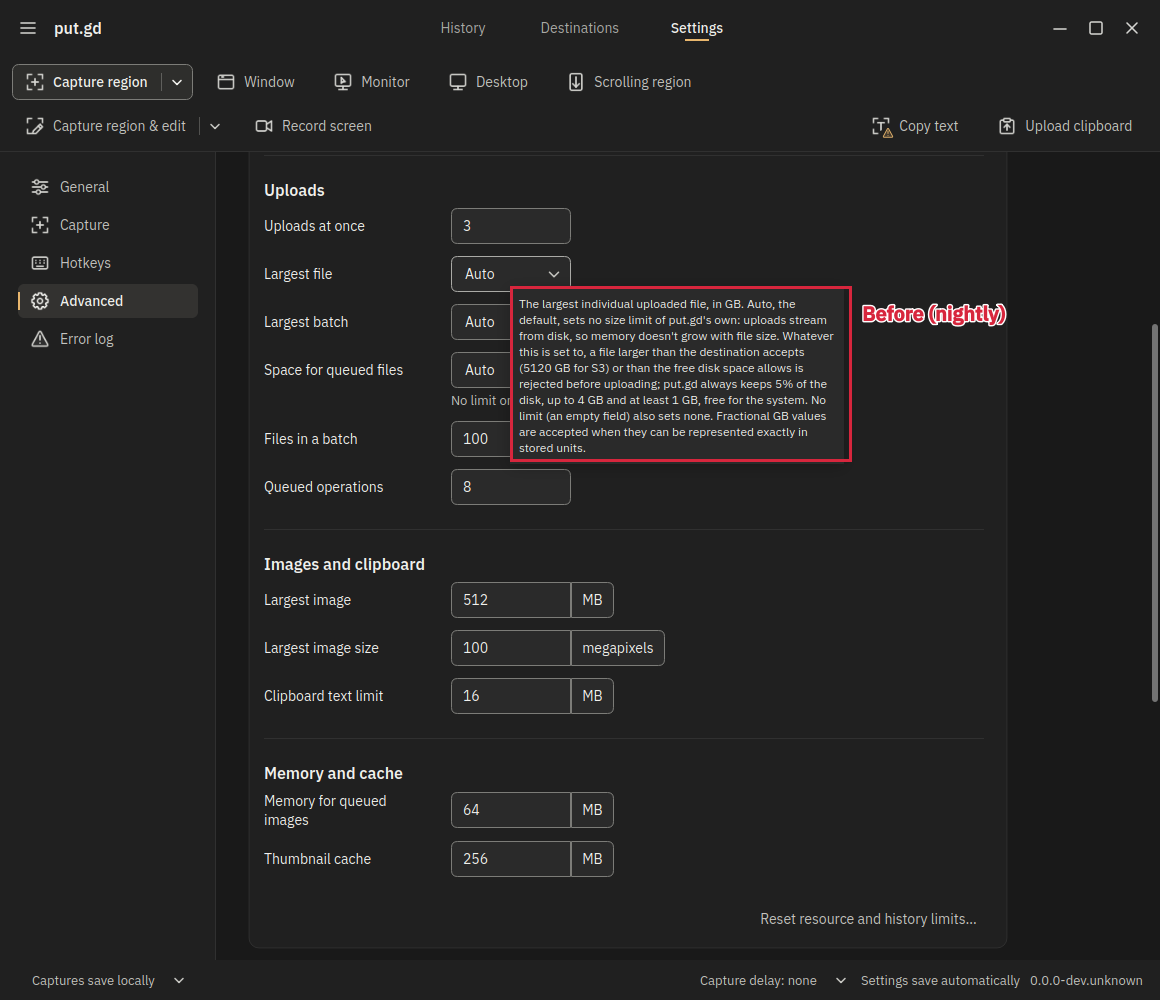 put.gd
History
Destinations
Settings
Capture region
Window
Monitor
Desktop
Scrolling region
Capture region & edit
Record screen
Copy text
Upload clipboard
General
Capture
Hotkeys
Advanced
Error log
Uploads
Uploads at once
3
Largest file
Auto
Largest batch
Auto
Space for queued files
Auto
No limit
Files in a batch
100
Queued operations
8
The largest individual uploaded file, in GB. Auto, the
default, sets no size limit of put.gd's own: uploads stream
from disk, so memory doesn't grow with file size. Whatever
this is set to, a file larger than the destination accepts
(5120 GB for S3) or than the free disk space allows is
rejected before uploading; put.gd always keeps 5% of the
disk, up to 4 GB and at least 1 GB, free for the system. No
limit (an empty field) also sets none. Fractional GB values
are accepted when they can be represented exactly in
stored units.
Before (nightly)
Images and clipboard
Largest image
512 MB
Largest image size
100 megapixels
Clipboard text limit
16 MB
Memory and cache
Memory for queued
images
64 MB
Thumbnail cache
256 MB
Reset resource and history limits...
Captures save locally
Capture delay: none
Settings save automatically
0.0.0-dev.unknown